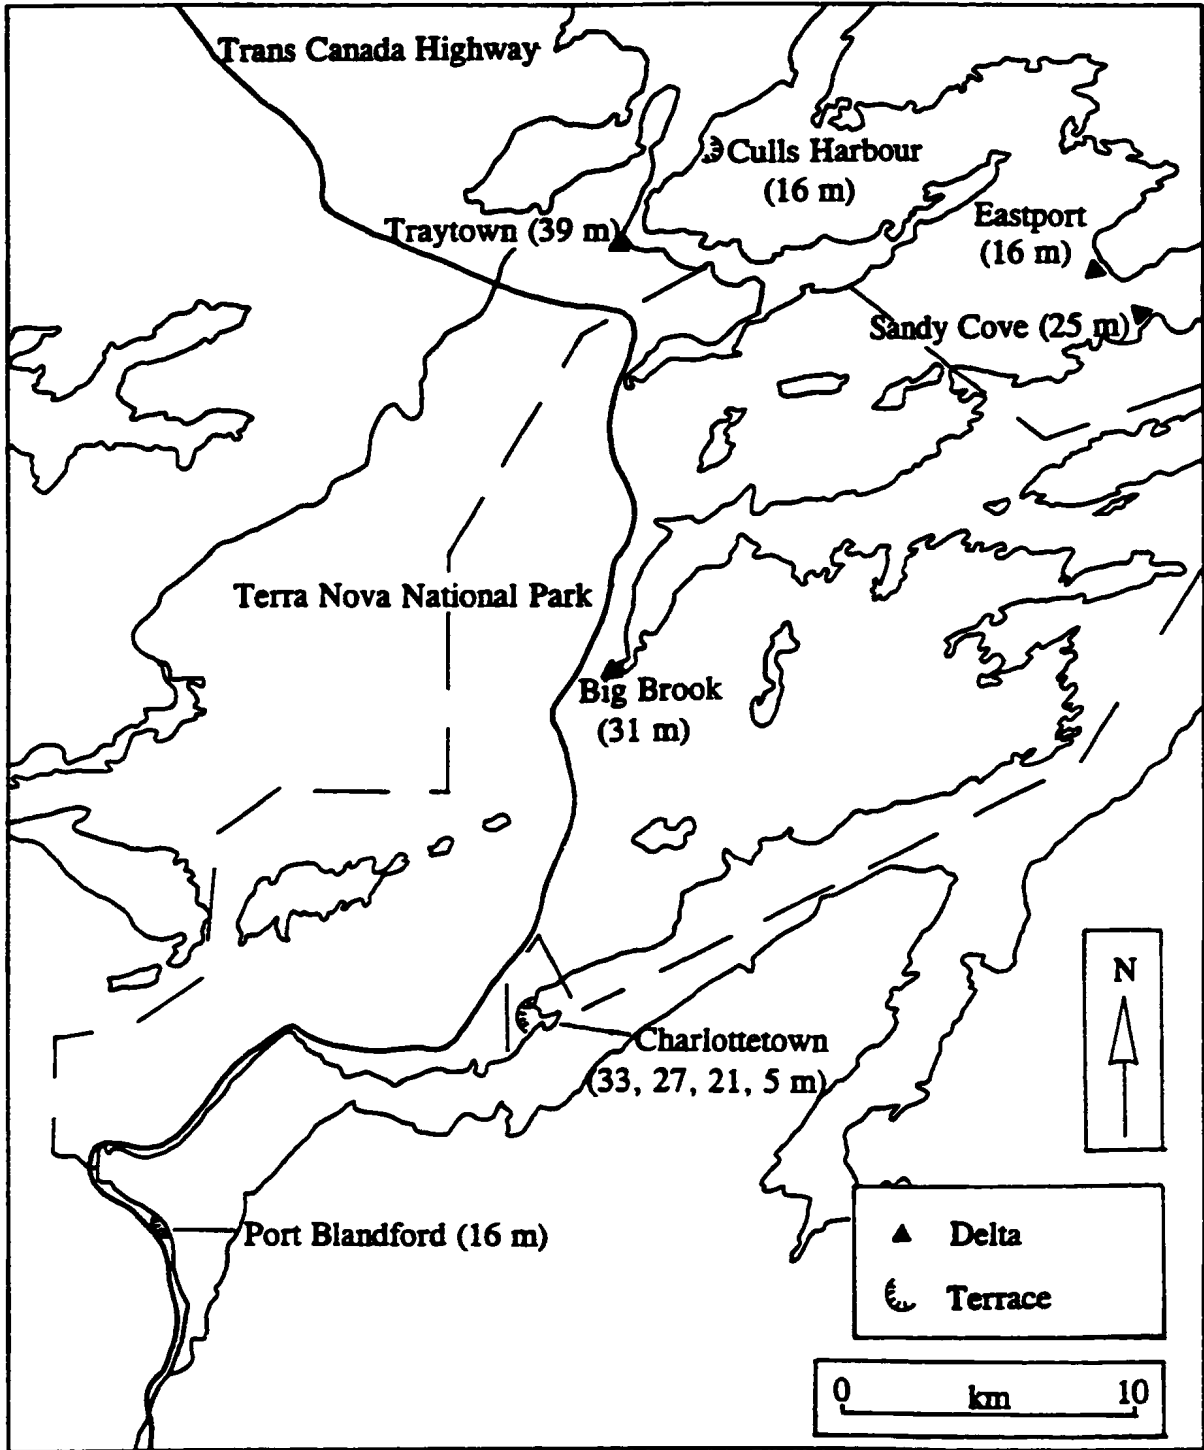 Trans Canada Highway
Culls Harbour
(16 m)
Eastport
(16 m)
Traytown (39 m)
Sandy Cove (25 m)
Terra Nova National Park
Big Brook
(31 m)
Charlottetown
(33, 27, 21, 5 m)
Port Blandford (16 m)
N
Delta
Terrace
0 km 10